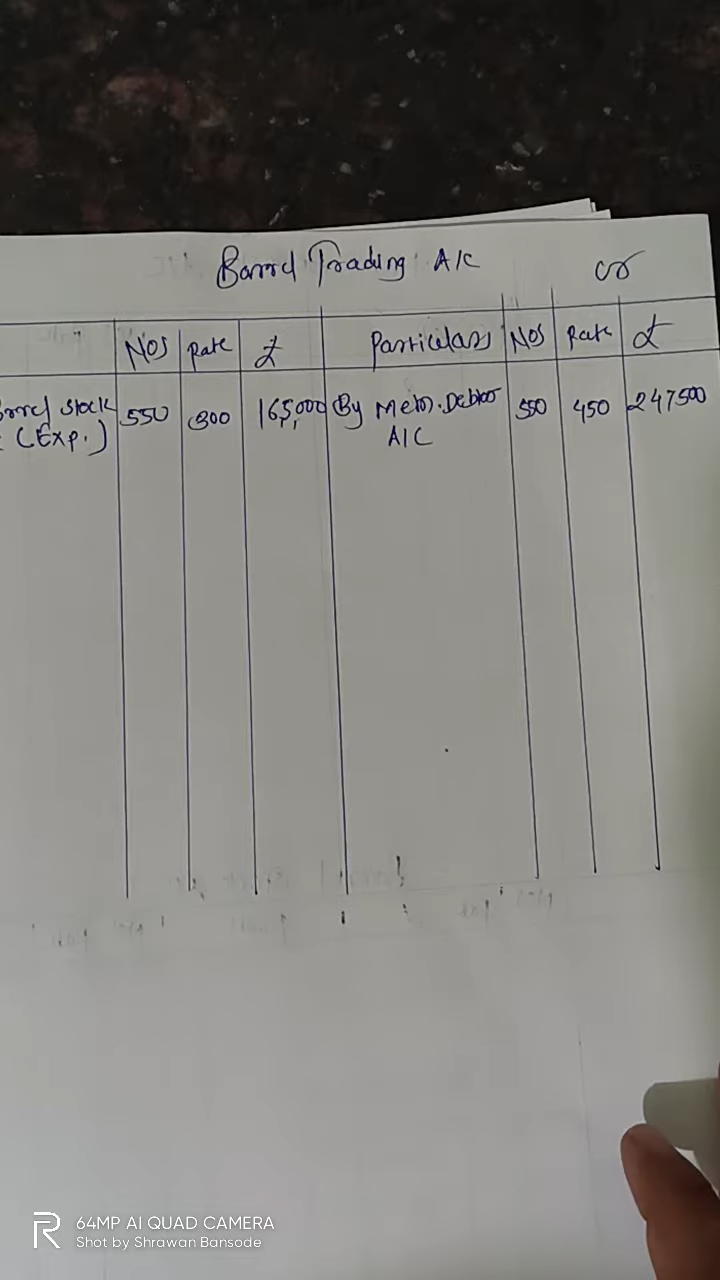 Barrel Trading A/C cr
Nos Rate £ Particulars Nos Rate £
Barrel Stock 550 300 165,000 By Mem. Debtor 550 450 247500
(Exp.) A/C
64MP AI QUAD CAMERA
Shot by Shrawan Bansode